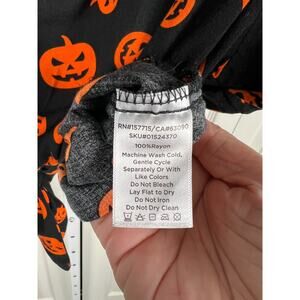 RN#157715/CA#63090
SKU#01524370
100%Rayon
Machine Wash Cold,
Gentle Cycle
Separately Or With
Like Colors
Do Not Bleach
Lay Flat to Dry
Do Not Iron
Do Not Dry Clean